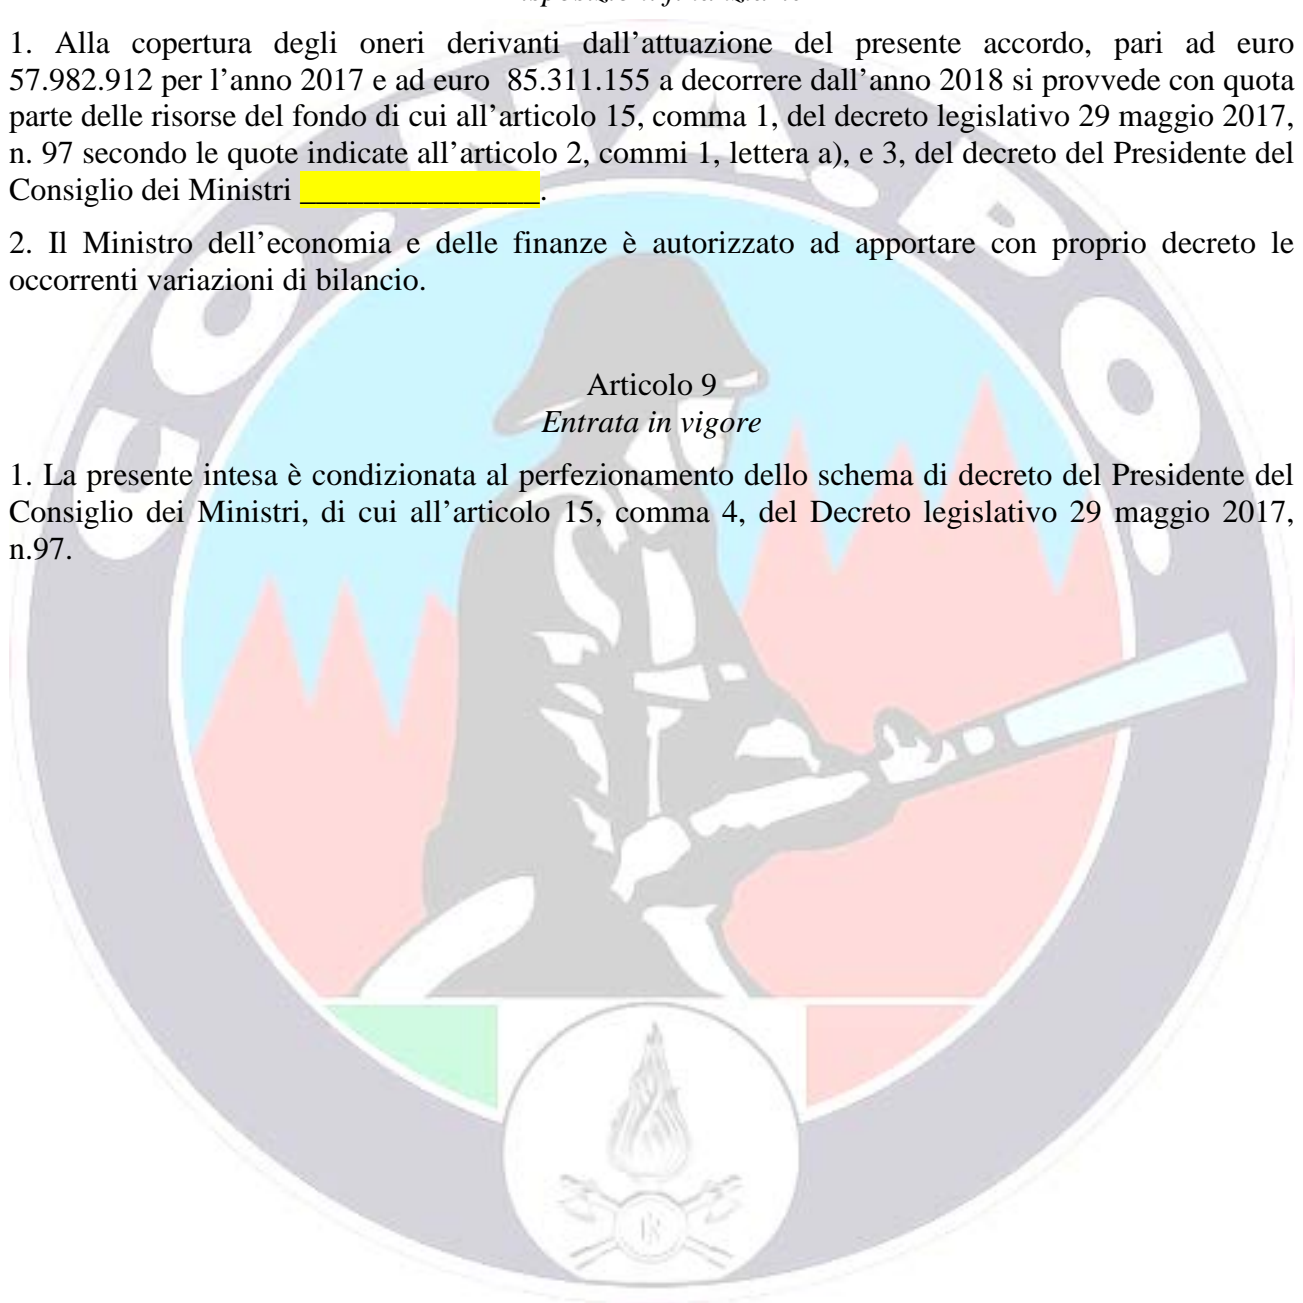 1. Alla copertura degli oneri derivanti dall’attuazione del presente accordo, pari ad euro
57.982.912 per l’anno 2017 e ad euro 85.311.155 a decorrere dall’anno 2018 si provvede con quota
parte delle risorse del fondo di cui all’articolo 15, comma 1, del decreto legislativo 29 maggio 2017,
n. 97 secondo le quote indicate all’articolo 2, commi 1, lettera a), e 3, del decreto del Presidente del
Consiglio dei Ministri _______________.
2. Il Ministro dell’economia e delle finanze è autorizzato ad apportare con proprio decreto le
occorrenti variazioni di bilancio.
Articolo 9
Entrata in vigore
1. La presente intesa è condizionata al perfezionamento dello schema di decreto del Presidente del
Consiglio dei Ministri, di cui all’articolo 15, comma 4, del Decreto legislativo 29 maggio 2017,
n.97.
CO.NA.PO.